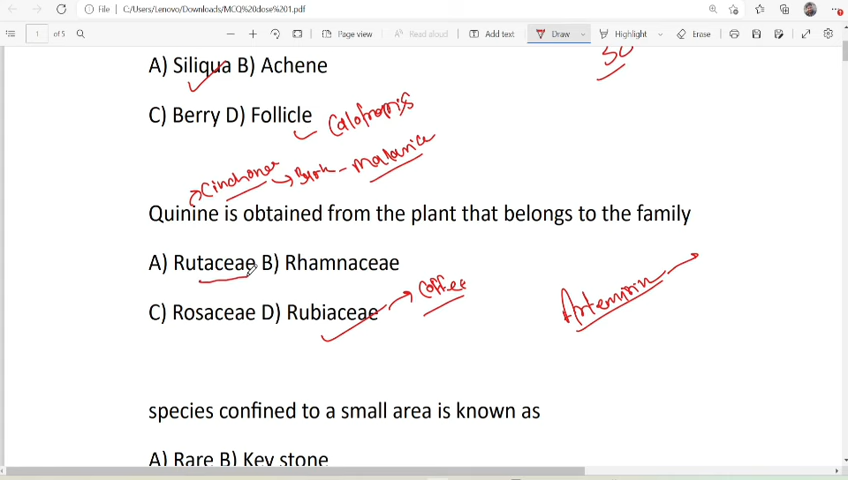 File C:/Users/Lenovo/Downloads/MCQ%20dose%201.pdf
1 of 5 Page view Read aloud Add text Draw Highlight Erase
A) Siliqua B) Achene
C) Berry D) Follicle
Calotropis
Cinchona Bark - Malaria
Quinine is obtained from the plant that belongs to the family
A) Rutaceae B) Rhamnaceae
Coffee
Artemisin
C) Rosaceae D) Rubiaceae
species confined to a small area is known as
A) Rare B) Key stone